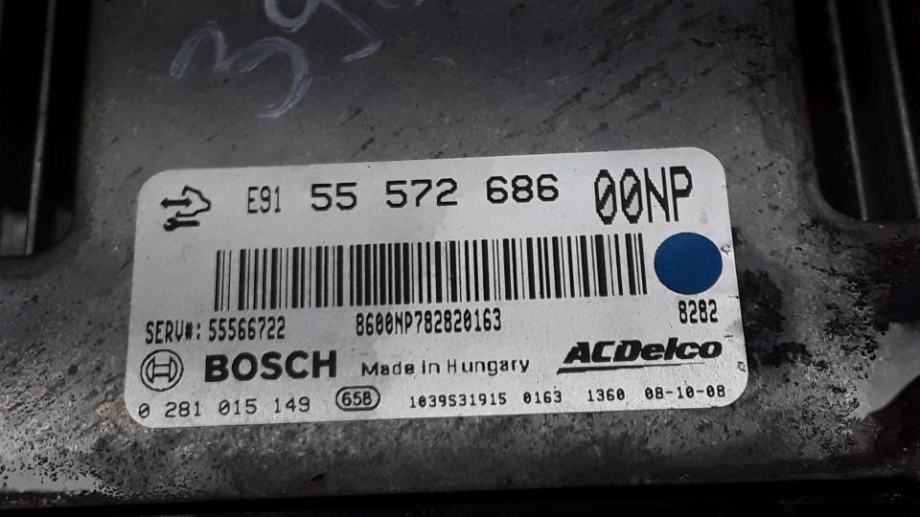 E91 55 572 686 00NP
8600NP782820163
8282
SERV#: 55566722
BOSCH Made in Hungary ACDelco
0 281 015 149 65B 1039S31915 0163 1360 08-10-08